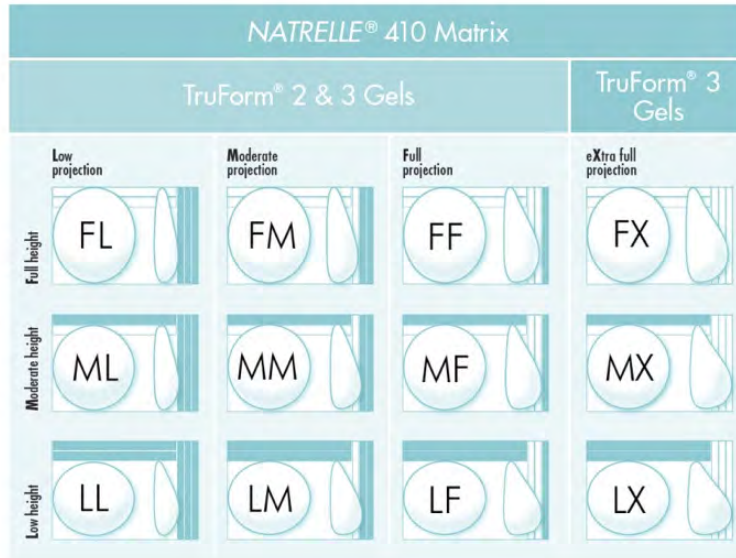 NATRELLE® 410 Matrix
TruForm® 2 & 3 Gels
TruForm® 3
Gels
Low
projection
Moderate
projection
Full
projection
eXtra full
projection
Full height
FL
FM
FF
FX
Moderate height
ML
MM
MF
MX
Low height
LL
LM
LF
LX